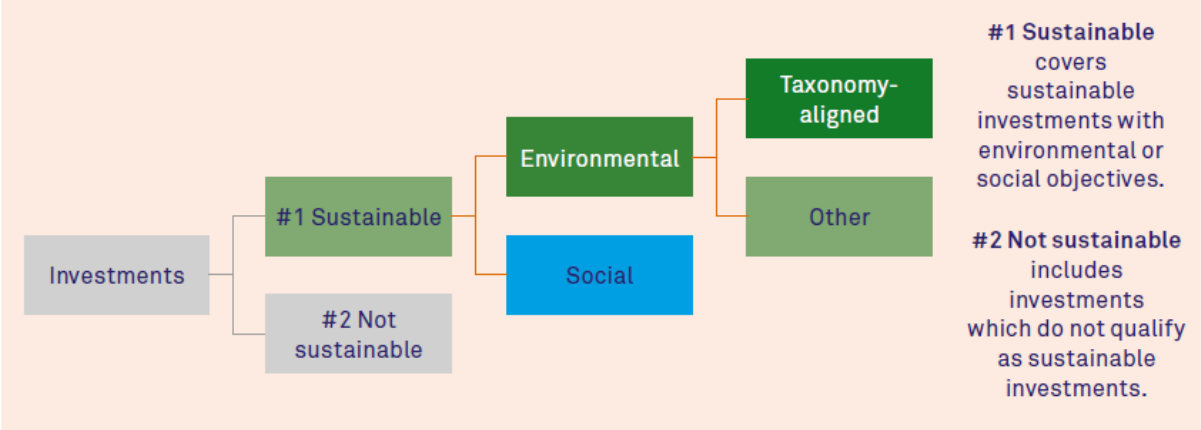 Investments
#1 Sustainable
#2 Not
sustainable
Environmental
Social
Taxonomy-
aligned
Other
#1 Sustainable
covers
sustainable
investments with
environmental or
social objectives.
#2 Not sustainable
includes
investments
which do not qualify
as sustainable
investments.